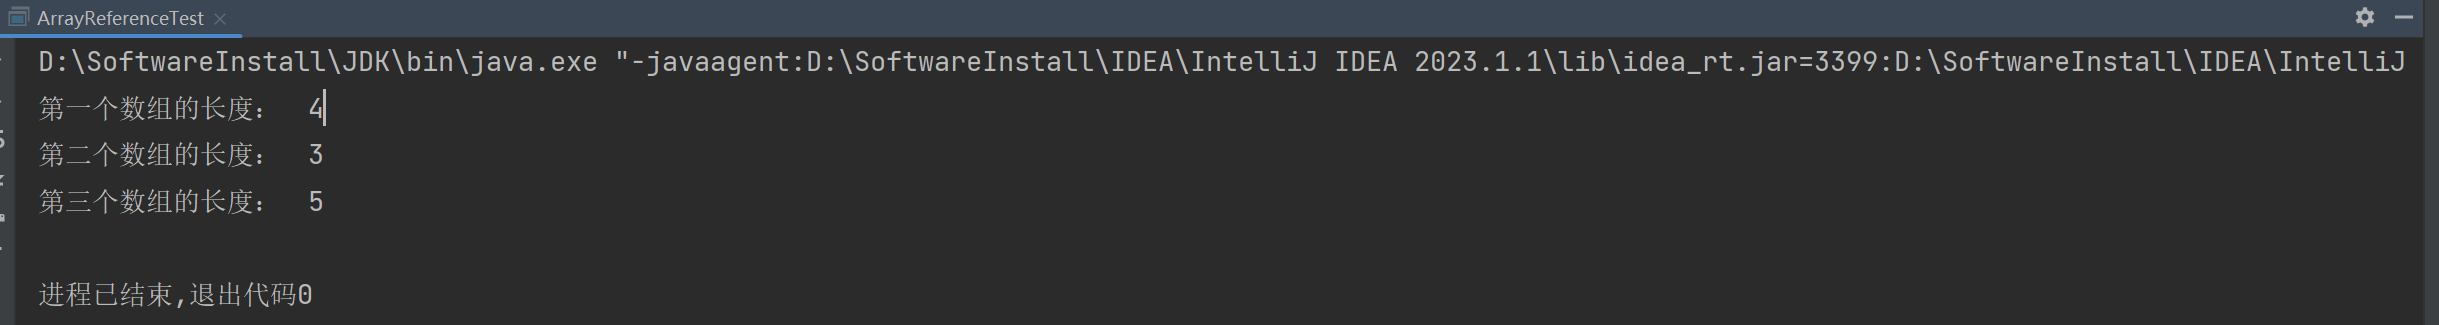 ArrayReferenceTest
D:\SoftwareInstall\JDK\bin\java.exe "-javaagent:D:\SoftwareInstall\IDEA\IntelliJ IDEA 2023.1.1\lib\idea_rt.jar=3399:D:\SoftwareInstall\IDEA\IntelliJ
第一个数组的长度： 4
第二个数组的长度： 3
第三个数组的长度： 5
进程已结束,退出代码0